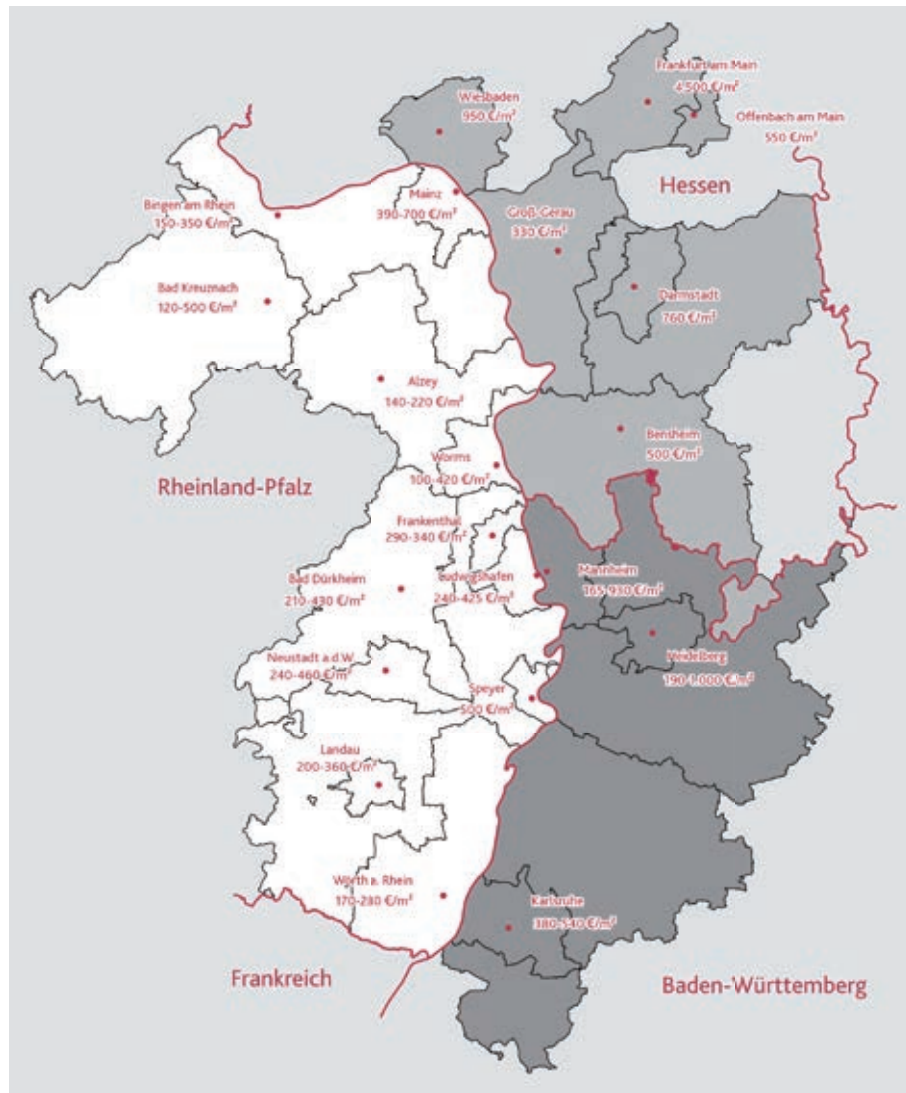 Frankfurt am Main
4.500 €/m²
Wiesbaden
950 €/m²
Offenbach am Main
550 €/m²
Hessen
Mainz
390-700 €/m²
Bingen am Rhein
150-350 €/m²
Groß-Gerau
330 €/m²
Bad Kreuznach
120-500 €/m²
Darmstadt
760 €/m²
Alzey
140-220 €/m²
Bensheim
500 €/m²
Worms
100-420 €/m²
Rheinland-Pfalz
Frankenthal
290-340 €/m²
Bad Dürkheim
210-430 €/m²
Ludwigshafen
240-425 €/m²
Mannheim
165-930 €/m²
Neustadt a.d.W.
240-460 €/m²
Heidelberg
190-1.000 €/m²
Speyer
500 €/m²
Landau
200-360 €/m²
Wörth a. Rhein
170-230 €/m²
Karlsruhe
380-540 €/m²
Frankreich
Baden-Württemberg